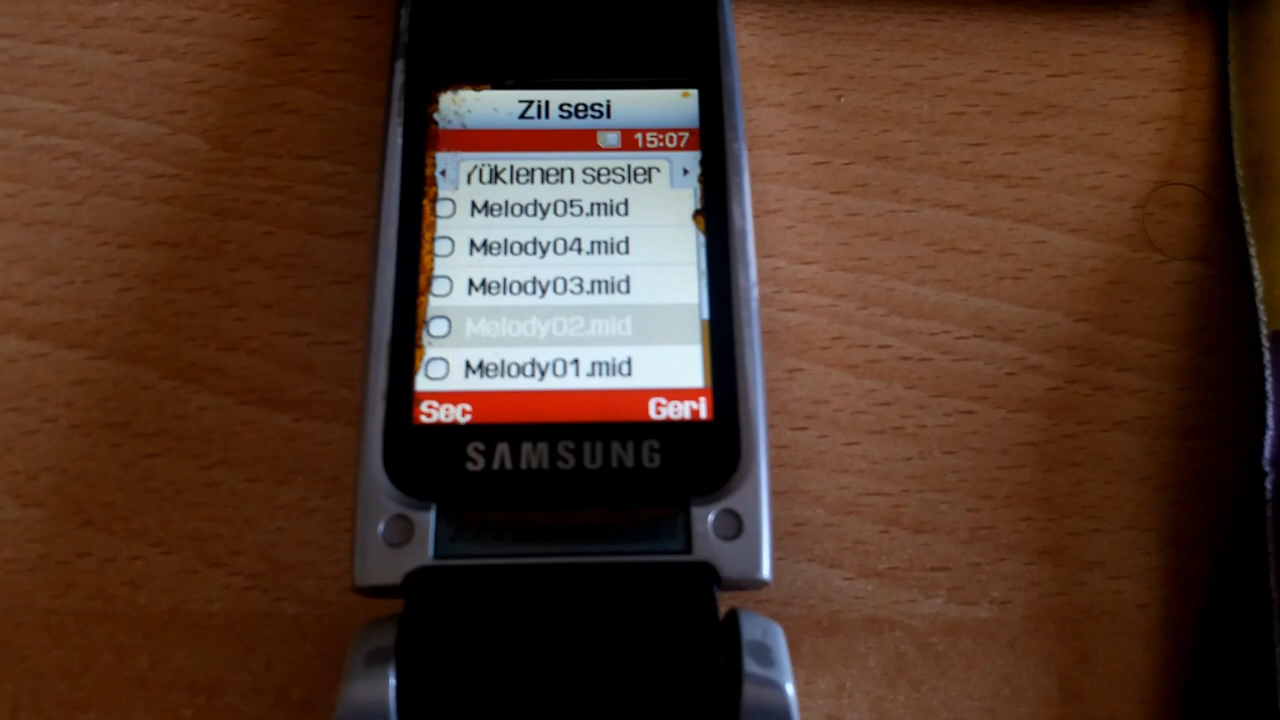 Zil sesi
15:07
Yüklenen sesler
Melody05.mid
Melody04.mid
Melody03.mid
Melody02.mid
Melody01.mid
Seç Geri
SAMSUNG